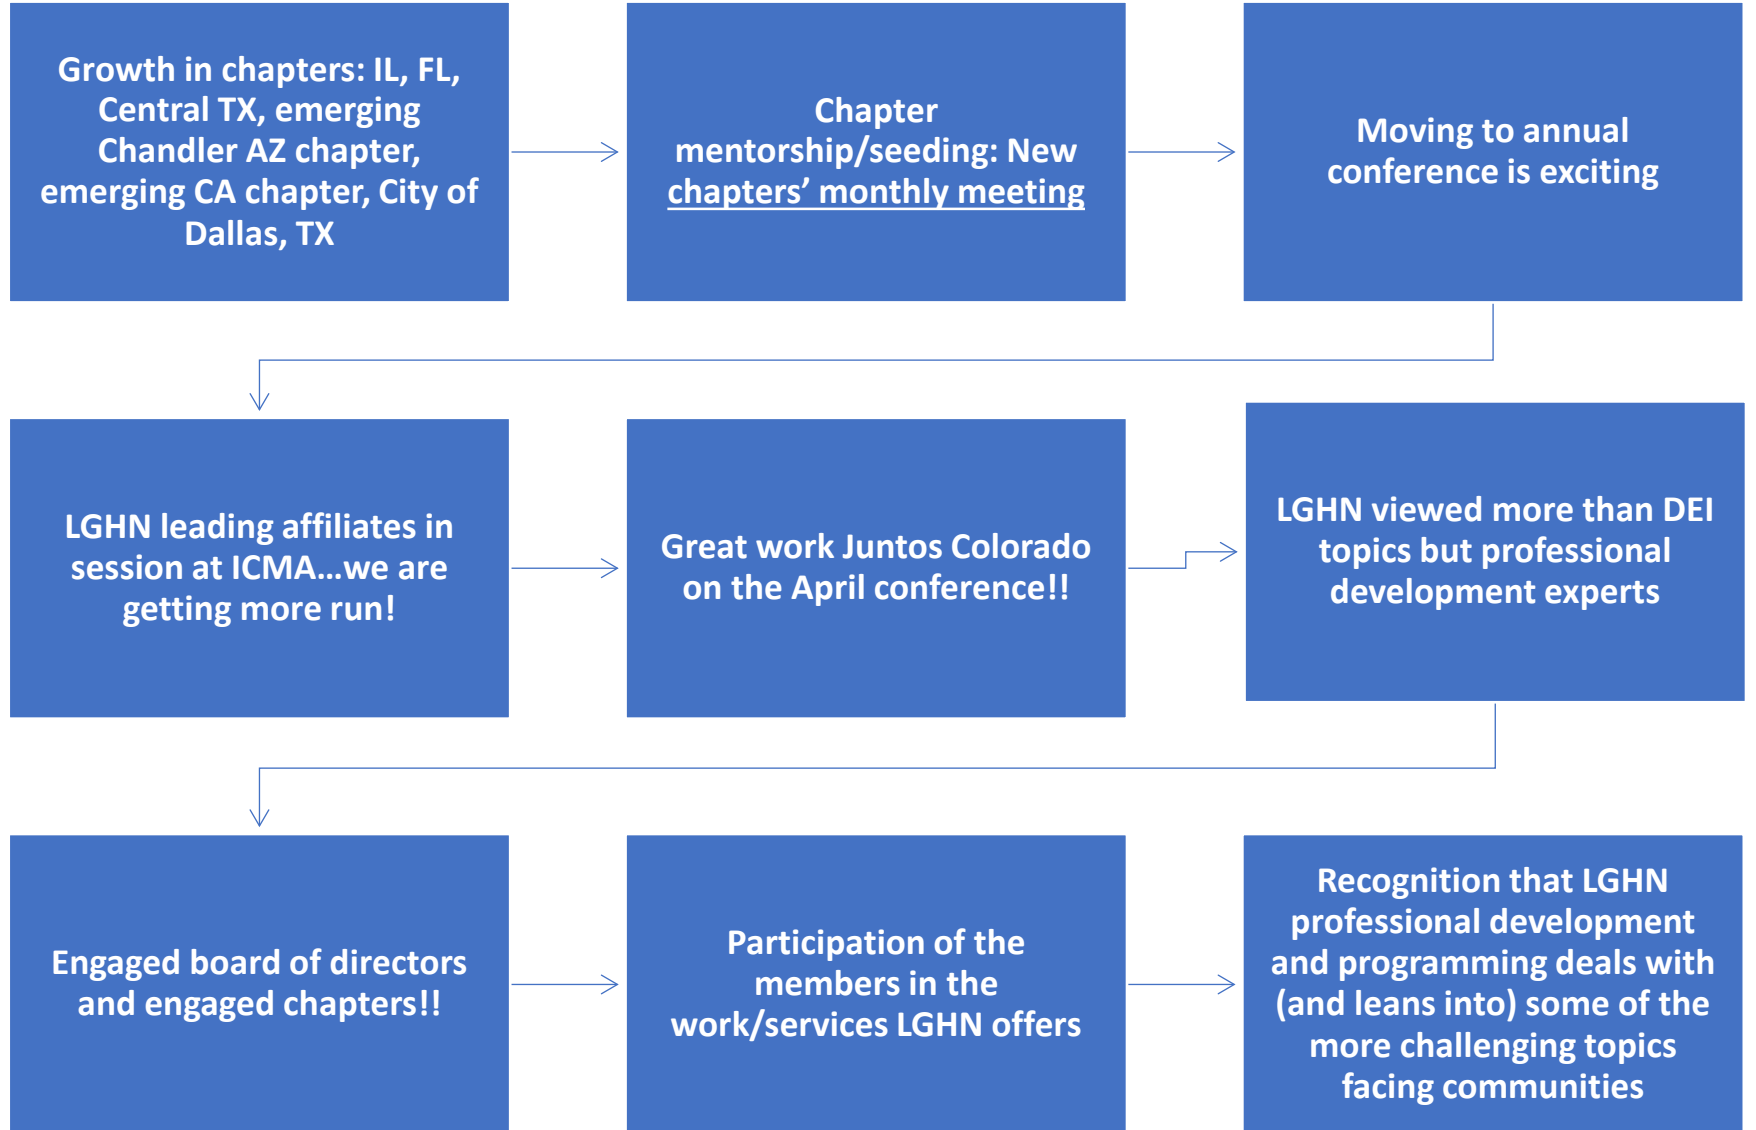 Growth in chapters: IL, FL,
Central TX, emerging
Chandler AZ chapter,
emerging CA chapter, City of
Dallas, TX
Chapter
mentorship/seeding: New
chapters’ monthly meeting
Moving to annual
conference is exciting
LGHN leading affiliates in
session at ICMA...we are
getting more run!
Great work Juntos Colorado
on the April conference!!
LGHN viewed more than DEI
topics but professional
development experts
Engaged board of directors
and engaged chapters!!
Participation of the
members in the
work/services LGHN offers
Recognition that LGHN
professional development
and programming deals with
(and leans into) some of the
more challenging topics
facing communities